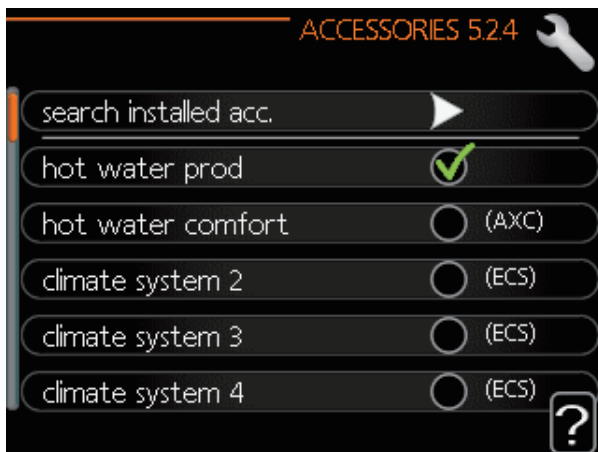 ACCESSORIES 5.2.4
search installed acc.
hot water prod
hot water comfort (AXC)
climate system 2 (ECS)
climate system 3 (ECS)
climate system 4 (ECS)
?